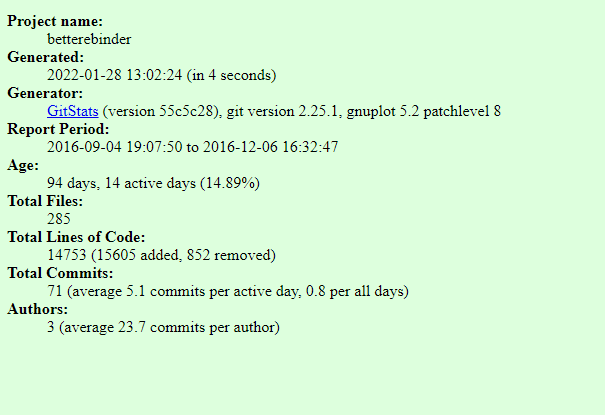 Project name:
betterebinder
Generated:
2022-01-28 13:02:24 (in 4 seconds)
Generator:
GitStats (version 55c5c28), git version 2.25.1, gnuplot 5.2 patchlevel 8
Report Period:
2016-09-04 19:07:50 to 2016-12-06 16:32:47
Age:
94 days, 14 active days (14.89%)
Total Files:
285
Total Lines of Code:
14753 (15605 added, 852 removed)
Total Commits:
71 (average 5.1 commits per active day, 0.8 per all days)
Authors:
3 (average 23.7 commits per author)